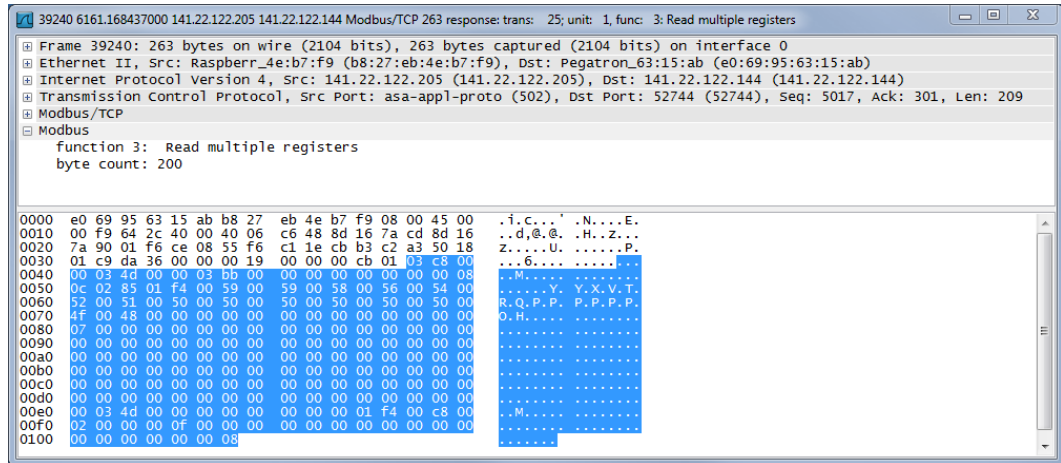 39240 6161.168437000 141.22.122.205 141.22.122.144 Modbus/TCP 263 response: trans: 25; unit: 1, func: 3: Read multiple registers
Frame 39240: 263 bytes on wire (2104 bits), 263 bytes captured (2104 bits) on interface 0
Ethernet II, Src: Raspberr_4e:b7:f9 (b8:27:eb:4e:b7:f9), Dst: Pegatron_63:15:ab (e0:69:95:63:15:ab)
Internet Protocol Version 4, Src: 141.22.122.205 (141.22.122.205), Dst: 141.22.122.144 (141.22.122.144)
Transmission Control Protocol, Src Port: asa-appl-proto (502), Dst Port: 52744 (52744), Seq: 5017, Ack: 301, Len: 209
Modbus/TCP
Modbus
function 3: Read multiple registers
byte count: 200
0000 e0 69 95 63 15 ab b8 27 eb 4e b7 f9 08 00 45 00 .i.c...' .N....E.
0010 00 f9 64 2c 40 00 40 06 c6 48 8d 16 7a cd 8d 16 ..d,@.@. .H..z...
0020 7a 90 01 f6 ce 08 55 f6 c1 1e cb b3 c2 a3 50 18 z.....U. ......P.
0030 01 c9 da 36 00 00 00 19 00 00 00 cb 01 03 c8 00 ...6.... ........
0040 00 03 4d 00 00 03 bb 00 00 00 00 00 00 00 00 08 ..M..... ........
0050 0c 02 85 01 f4 00 59 00 59 00 58 00 56 00 54 00 ......Y. Y.X.V.T.
0060 52 00 51 00 50 00 50 00 50 00 50 00 50 00 50 00 R.Q.P.P. P.P.P.P.
0070 4f 00 48 00 00 00 00 00 00 00 00 00 00 00 00 00 O.H..... ........
0080 07 00 00 00 00 00 00 00 00 00 00 00 00 00 00 00 ........ ........
0090 00 00 00 00 00 00 00 00 00 00 00 00 00 00 00 00 ........ ........
00a0 00 00 00 00 00 00 00 00 00 00 00 00 00 00 00 00 ........ ........
00b0 00 00 00 00 00 00 00 00 00 00 00 00 00 00 00 00 ........ ........
00c0 00 00 00 00 00 00 00 00 00 00 00 00 00 00 00 00 ........ ........
00d0 00 00 00 00 00 00 00 00 00 00 00 00 00 00 00 00 ........ ........
00e0 00 03 4d 00 00 00 00 00 00 00 00 01 f4 00 c8 00 ..M..... ........
00f0 02 00 00 00 0f 00 00 00 00 00 00 00 00 00 00 00 ........ ........
0100 00 00 00 00 00 00 08 .......